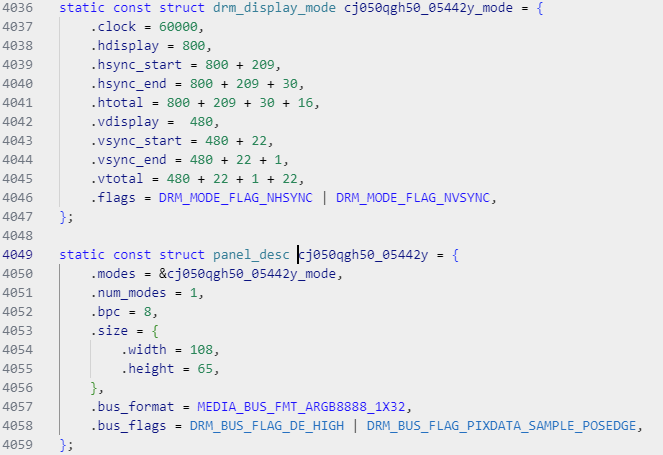 4036 static const struct drm_display_mode cj050qgh50_05442y_mode = {
4037     .clock = 60000,
4038     .hdisplay = 800,
4039     .hsync_start = 800 + 209,
4040     .hsync_end = 800 + 209 + 30,
4041     .htotal = 800 + 209 + 30 + 16,
4042     .vdisplay =  480,
4043     .vsync_start = 480 + 22,
4044     .vsync_end = 480 + 22 + 1,
4045     .vtotal = 480 + 22 + 1 + 22,
4046     .flags = DRM_MODE_FLAG_NHSYNC | DRM_MODE_FLAG_NVSYNC,
4047 };
4048
4049 static const struct panel_desc cj050qgh50_05442y = {
4050     .modes = &cj050qgh50_05442y_mode,
4051     .num_modes = 1,
4052     .bpc = 8,
4053     .size = {
4054         .width = 108,
4055         .height = 65,
4056     },
4057     .bus_format = MEDIA_BUS_FMT_ARGB8888_1X32,
4058     .bus_flags = DRM_BUS_FLAG_DE_HIGH | DRM_BUS_FLAG_PIXDATA_SAMPLE_POSEDGE,
4059 };